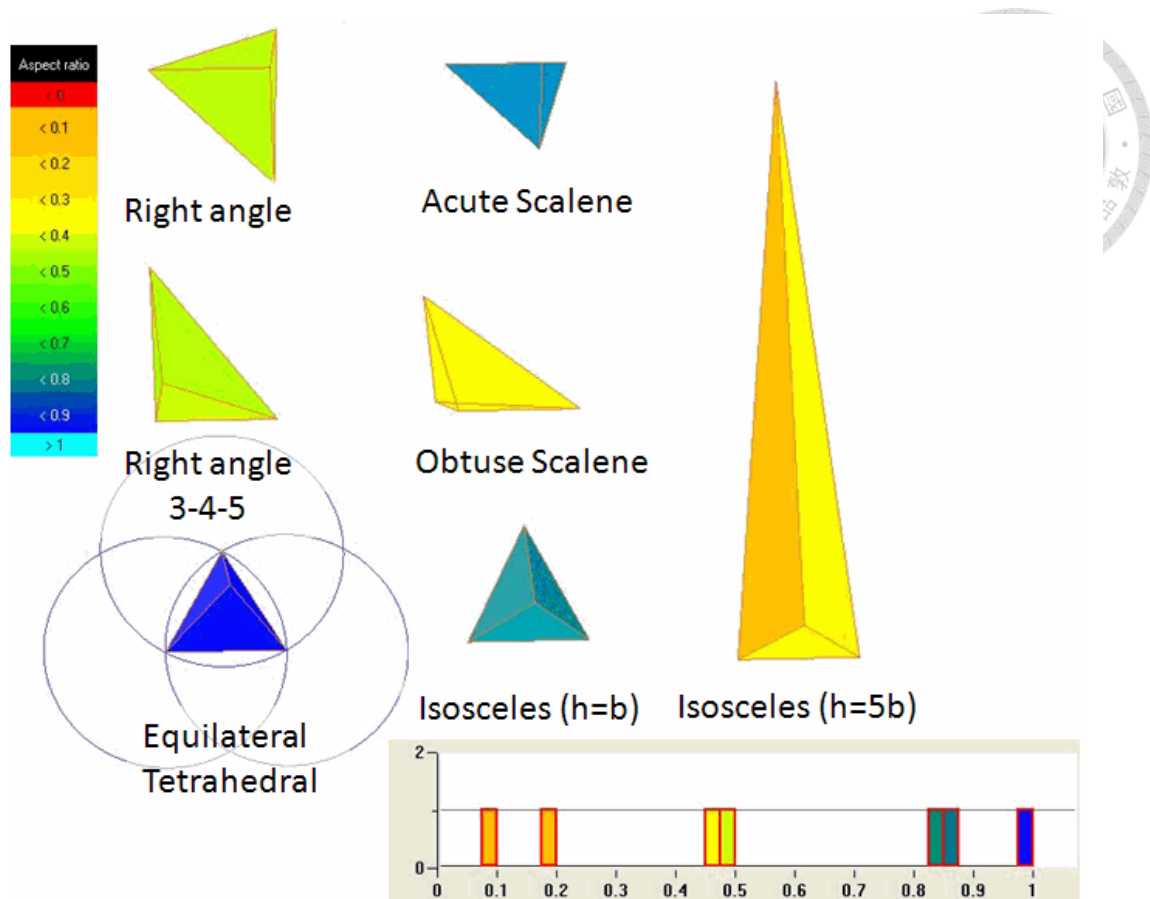 Aspect ratio
< 0
< 0.1
< 0.2
< 0.3
< 0.4
< 0.5
< 0.6
< 0.7
< 0.8
< 0.9
> 1
Right angle
Acute Scalene
Right angle
3-4-5
Obtuse Scalene
Equilateral
Tetrahedral
Isosceles (h=b)
Isosceles (h=5b)
2
0
0 0.1 0.2 0.3 0.4 0.5 0.6 0.7 0.8 0.9 1
國
敦
品